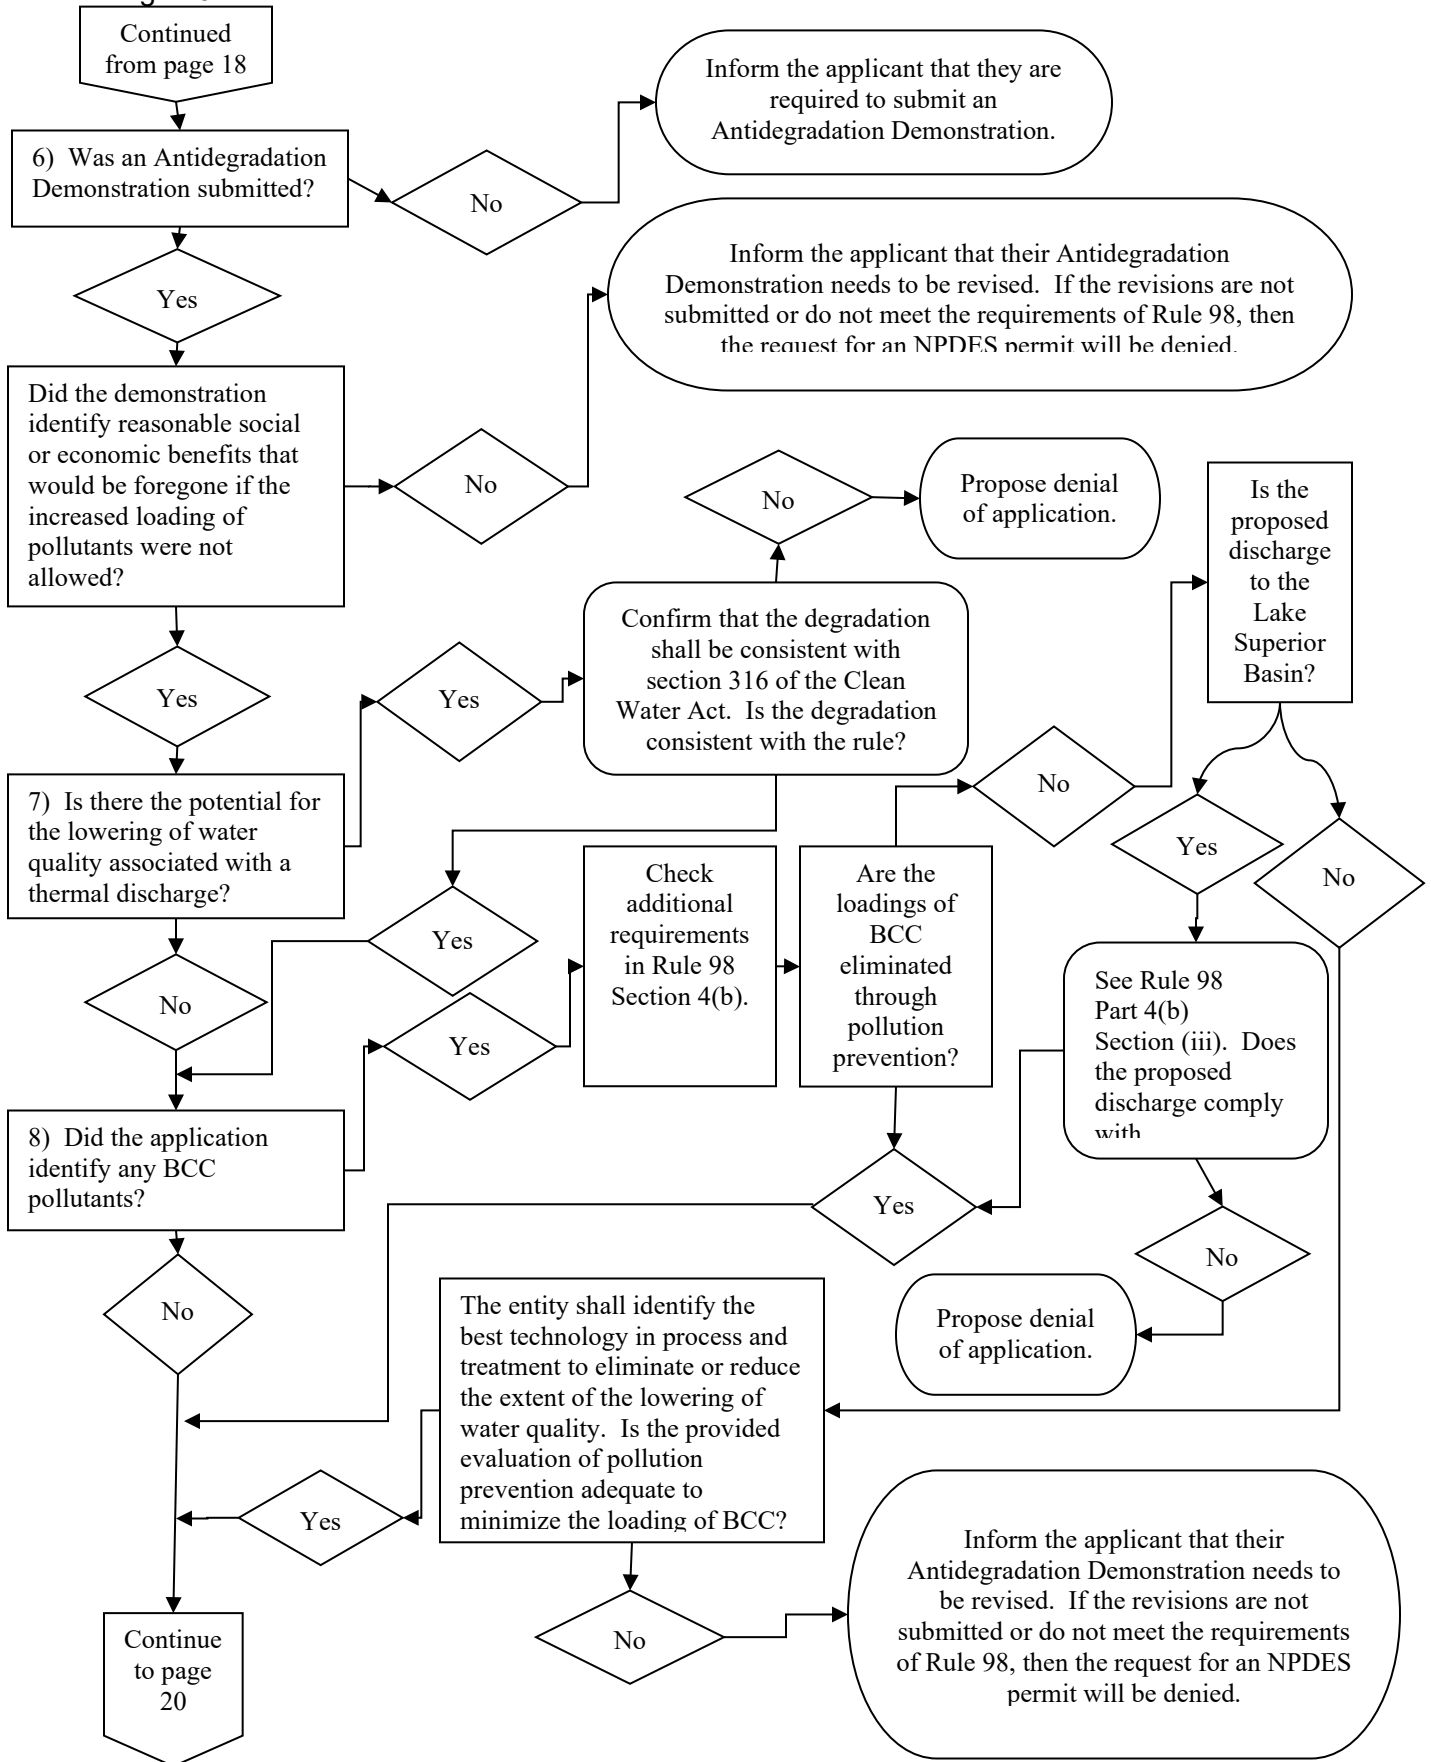 Continued
from page 18
Inform the applicant that they are
required to submit an
Antidegradation Demonstration.
6) Was an Antidegradation
Demonstration submitted?
No
Yes
Inform the applicant that their Antidegradation
Demonstration needs to be revised. If the revisions are not
submitted or do not meet the requirements of Rule 98, then
the request for an NPDES permit will be denied.
Did the demonstration
identify reasonable social
or economic benefits that
would be foregone if the
increased loading of
pollutants were not
allowed?
No
No
Propose denial
of application.
Is the
proposed
discharge
to the
Lake
Superior
Basin?
Yes
Yes
Confirm that the degradation
shall be consistent with
section 316 of the Clean
Water Act. Is the degradation
consistent with the rule?
7) Is there the potential for
the lowering of water
quality associated with a
thermal discharge?
No
Yes
No
Yes
No
Yes
Check
additional
requirements
in Rule 98
Section 4(b).
Are the
loadings of
BCC
eliminated
through
pollution
prevention?
See Rule 98
Part 4(b)
Section (iii). Does
the proposed
discharge comply
with
8) Did the application
identify any BCC
pollutants?
Yes
No
No
Propose denial
of application.
The entity shall identify the
best technology in process and
treatment to eliminate or reduce
the extent of the lowering of
water quality. Is the provided
evaluation of pollution
prevention adequate to
minimize the loading of BCC?
Yes
No
Inform the applicant that their
Antidegradation Demonstration needs to
be revised. If the revisions are not
submitted or do not meet the requirements
of Rule 98, then the request for an NPDES
permit will be denied.
Continue
to page
20